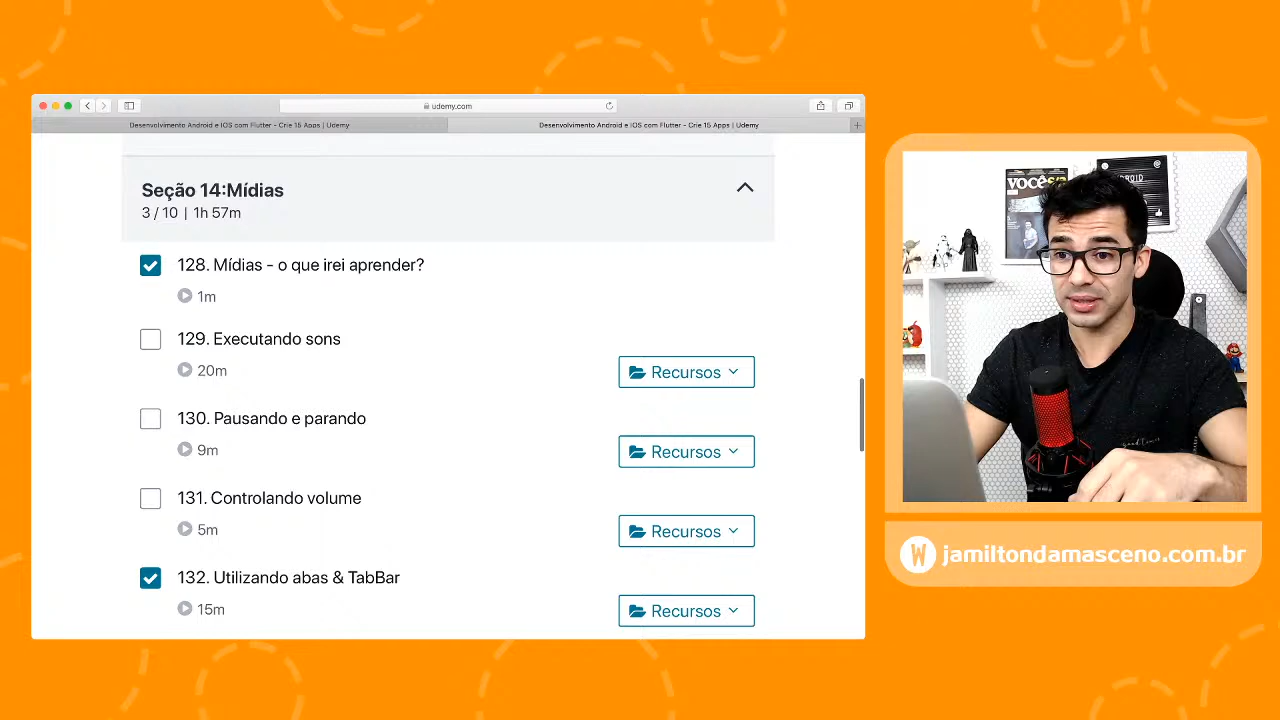 udemy.com
Desenvolvimento Android e IOS com Flutter - Crie 15 Apps | Udemy
Desenvolvimento Android e IOS com Flutter - Crie 15 Apps | Udemy
Seção 14:Mídias
3 / 10 | 1h 57m
128. Mídias - o que irei aprender?
1m
129. Executando sons
20m
Recursos
130. Pausando e parando
9m
Recursos
131. Controlando volume
5m
Recursos
132. Utilizando abas & TabBar
15m
Recursos
jamiltondamasceno.com.br